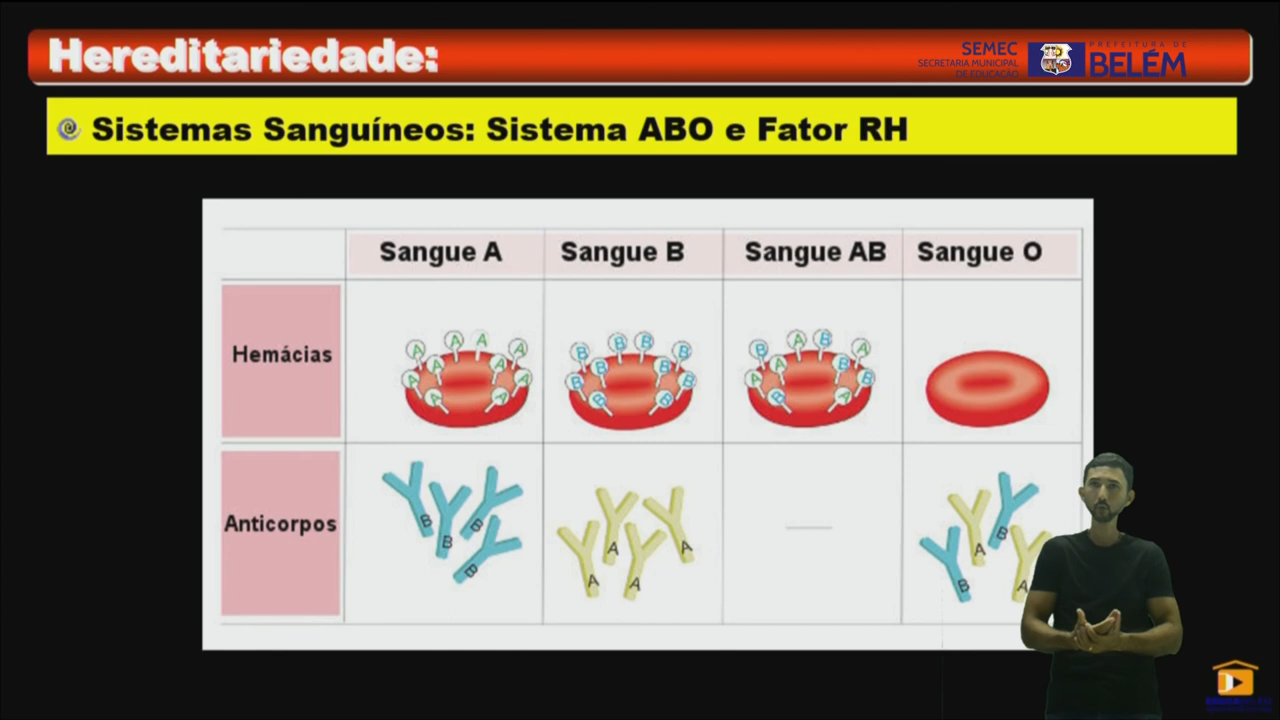 Hereditariedade:
SEMEC
SECRETARIA MUNICIPAL
DE EDUCAÇÃO
PREFEITURA DE
BELÉM
Sistemas Sanguíneos: Sistema ABO e Fator RH
Sangue A Sangue B Sangue AB Sangue O
Hemácias
A A A A A A A A A A
B B B B B B B B B B
B A B A A B A B B A
Anticorpos
B B B B
A A A A
A B B A